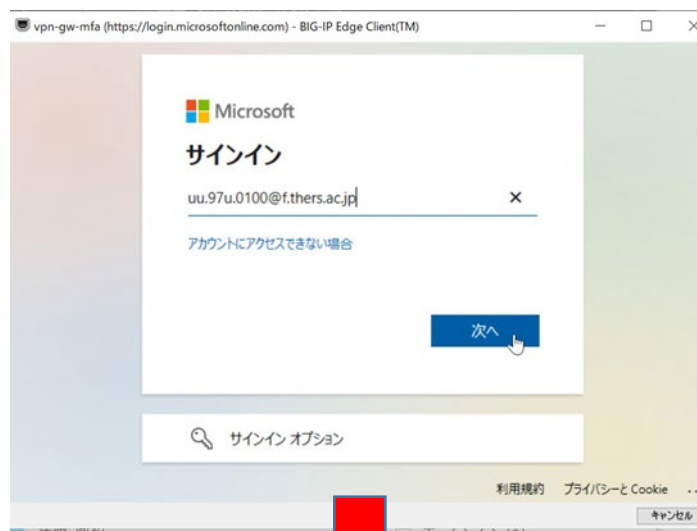 vpn-gw-mfa (https://login.microsoftonline.com) - BIG-IP Edge Client(TM)
Microsoft
サインイン
uu.97u.0100@f.thers.ac.jp
アカウントにアクセスできない場合
次へ
サインイン オプション
利用規約 プライバシーと Cookie ...
キャンセル